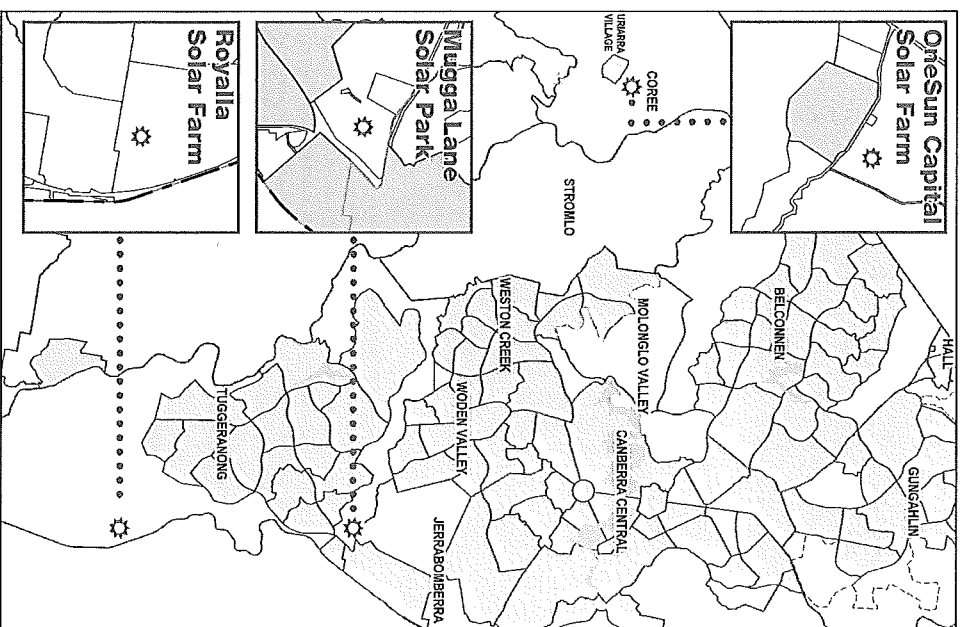 OneSun Capital
Solar Farm
Mugga Lane
Solar Park
Royalla
Solar Farm
URIARRA
VILLAGE
COREE
STROMLO
HALL
BELCONNEN
GUNGAHLIN
MOLONGLO VALLEY
CANBERRA CENTRAL
WESTON CREEK
WODEN VALLEY
JERRABOMBERRA
TUGGERANONG